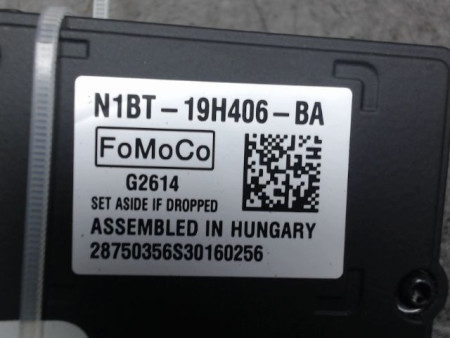 N1BT-19H406-BA
FoMoCo
G2614
SET ASIDE IF DROPPED
ASSEMBLED IN HUNGARY
28750356S30160256